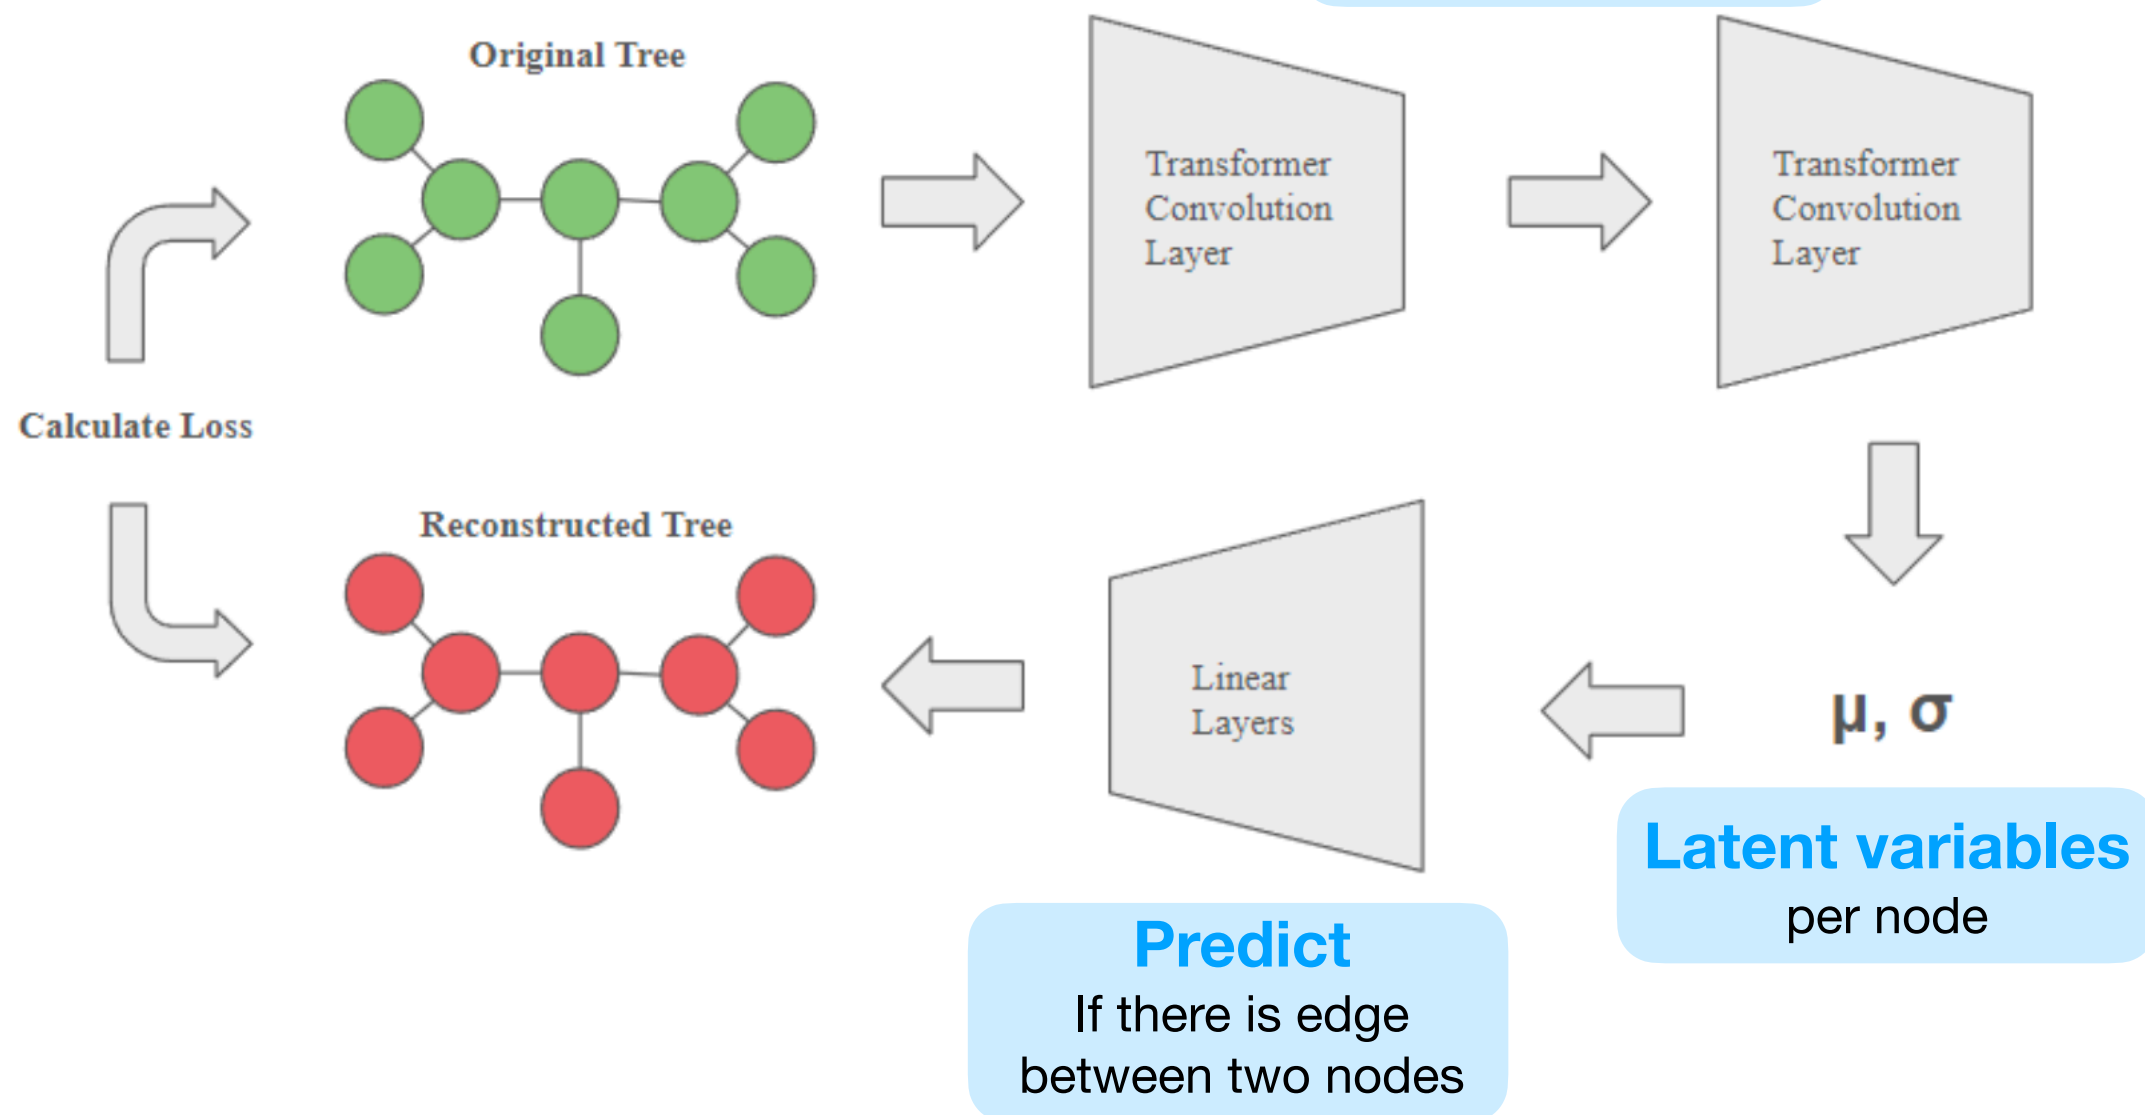 Original Tree
Transformer
Convolution
Layer
Transformer
Convolution
Layer
Calculate Loss
Reconstructed Tree
Linear
Layers
μ, σ
Latent variables
per node
Predict
If there is edge
between two nodes